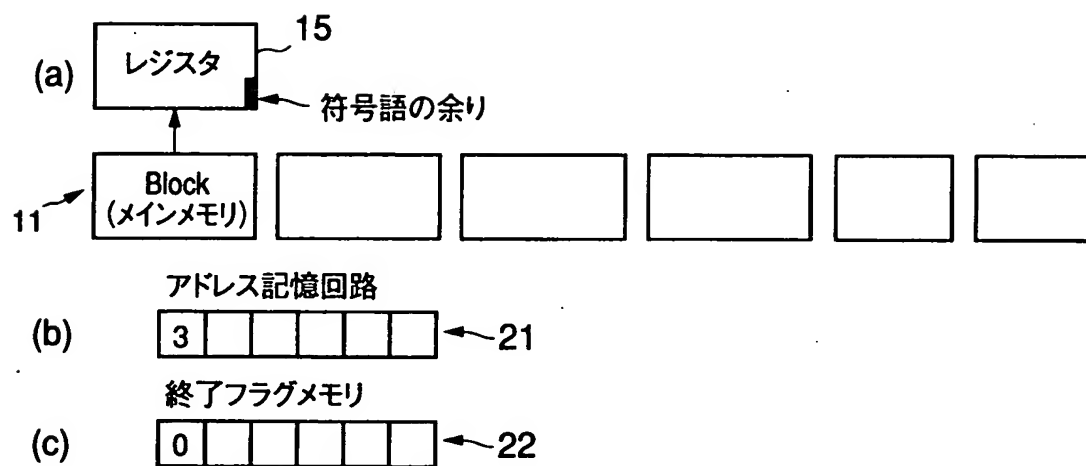 (a)
レジスタ
15
符号語の余り
11
Block
(メインメモリ)
アドレス記憶回路
(b)
3
21
終了フラグメモリ
(c)
0
22